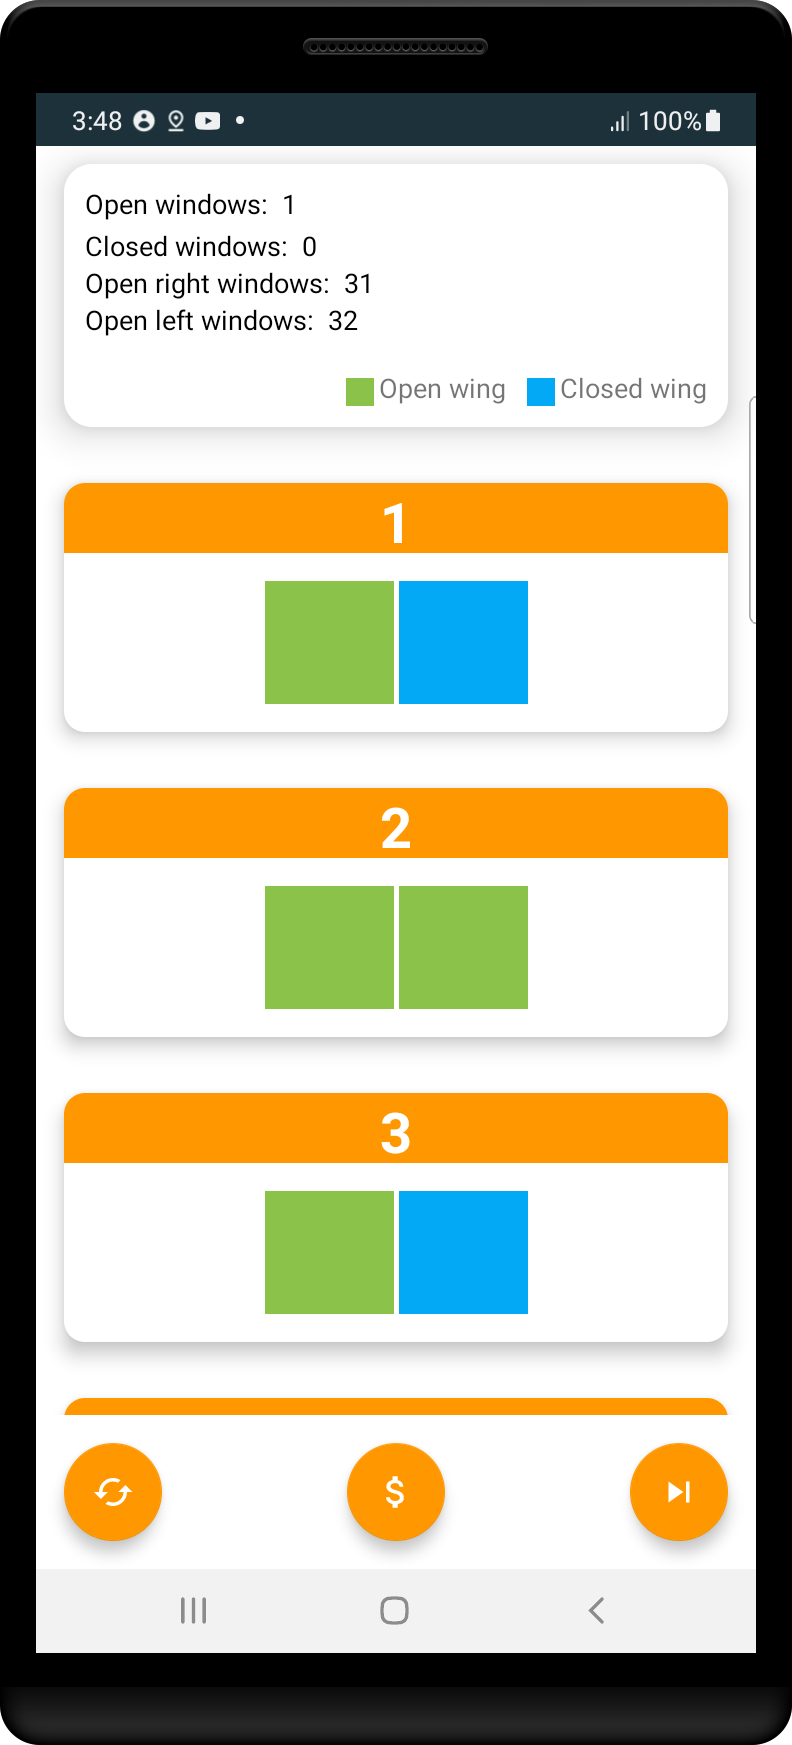 3:48 100%
Open windows: 1
Closed windows: 0
Open right windows: 31
Open left windows: 32
Open wing Closed wing
1
2
3
$